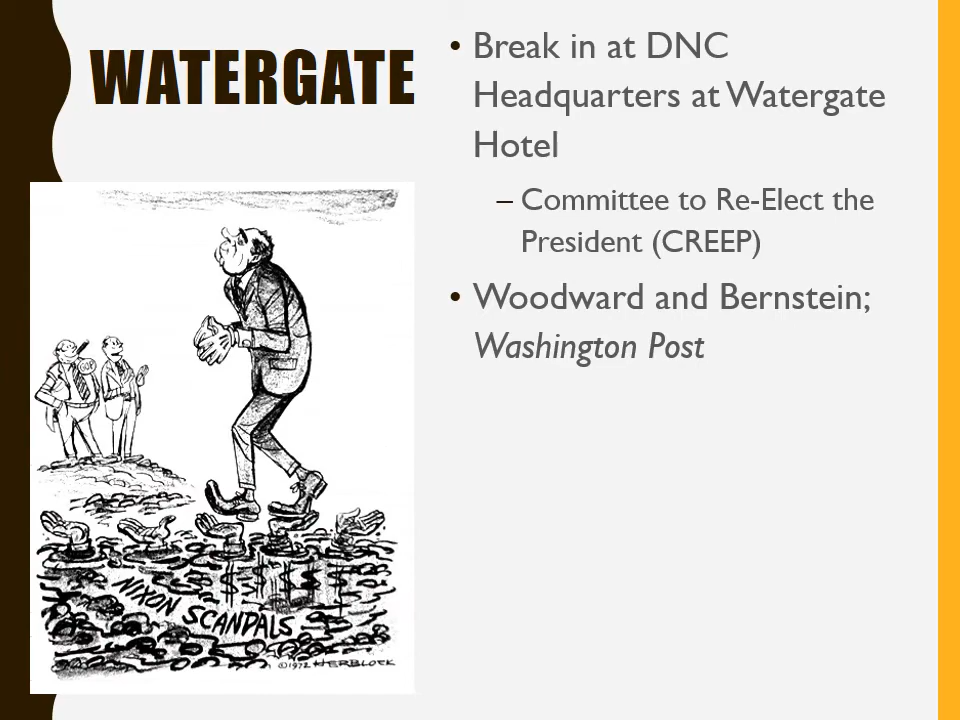 WATERGATE
• Break in at DNC
Headquarters at Watergate
Hotel
– Committee to Re-Elect the
President (CREEP)
• Woodward and Bernstein;
Washington Post
GOP
$ $ $ $ $
NIXON SCANDALS
©1972 HERBLOCK